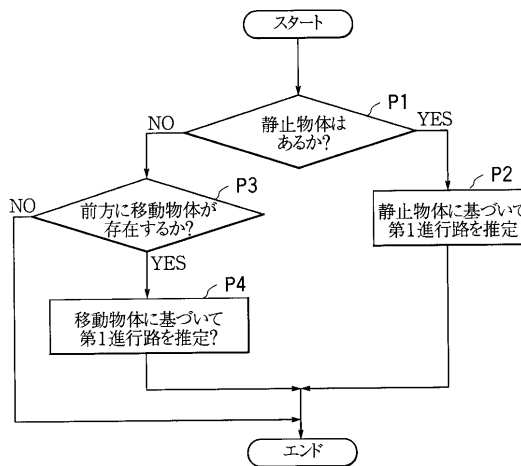 スタート
P1
静止物体は
あるか?
NO
YES
P3
前方に移動物体が
存在するか?
NO
YES
P2
静止物体に基づいて
第1進行路を推定
P4
移動物体に基づいて
第1進行路を推定?
エンド